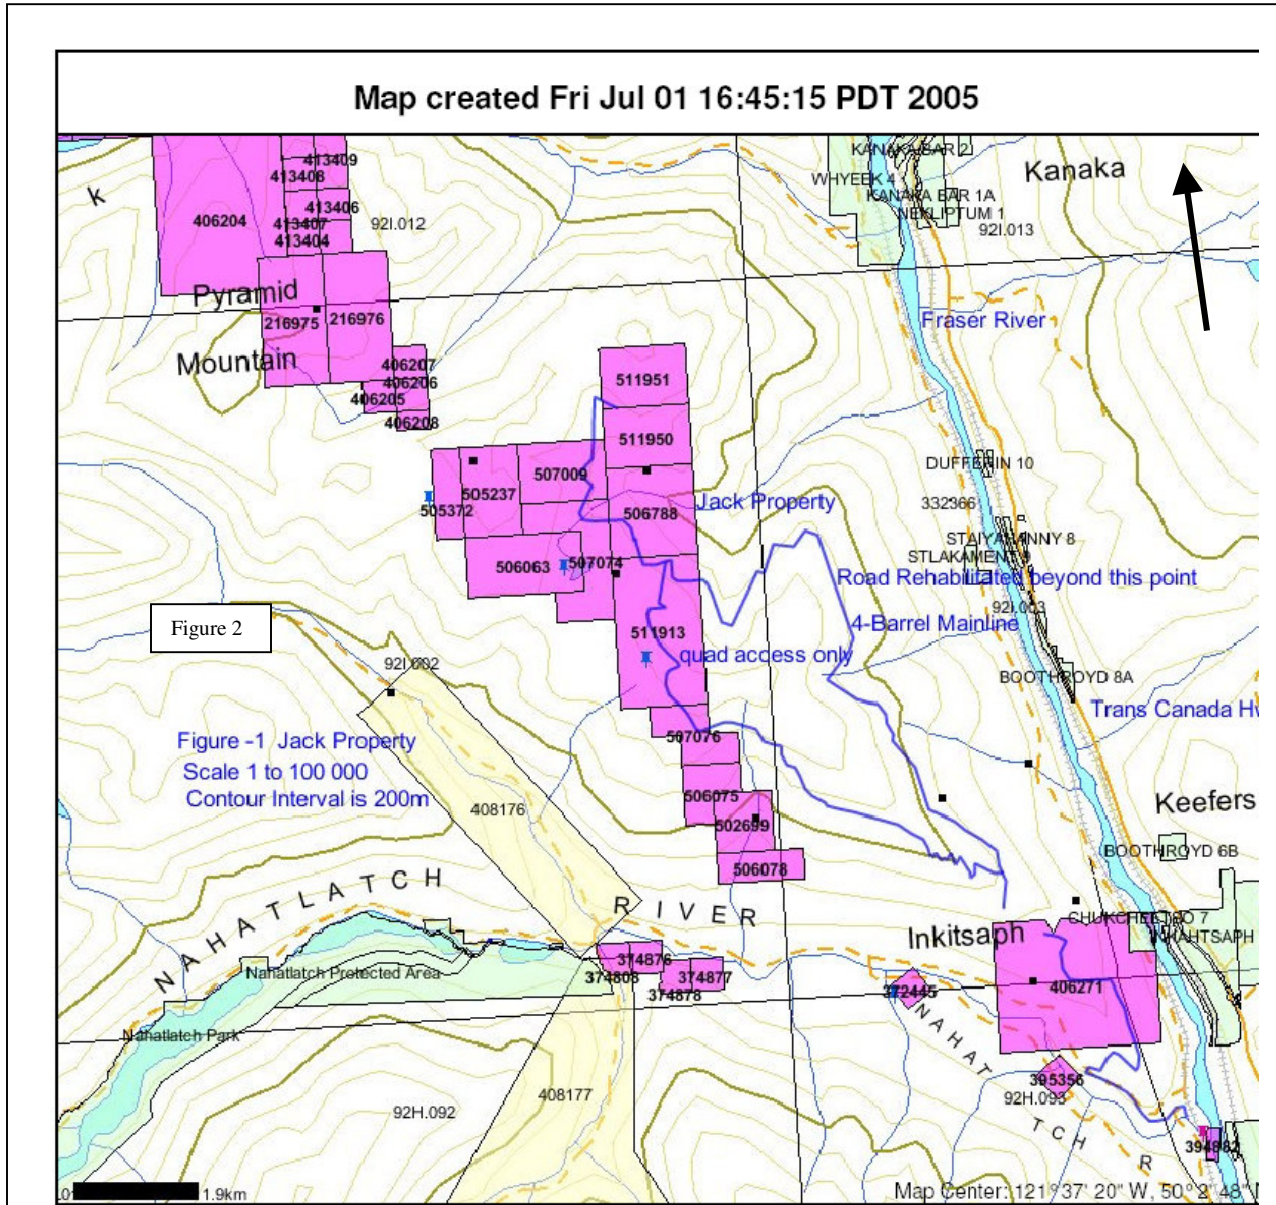 Map created Fri Jul 01 16:45:15 PDT 2005
KANAKA BAR 2
413409
WHYEEK 4
Kanaka
413408
k
KANAKA BAR 1A
413406
NEKLIPTUM 1
406204
413407
92I.012
92I.013
413404
Pyramid
216975
216976
Fraser River
Mountain
406207
406206
511951
406205
406208
511950
DUFFERIN 10
507009
505237
Jack Property
332366
505372
506788
STAIYAHANNY 8
STLAKAMENT 9
506063
507074
Road Rehabilitated beyond this point
92I.003
Figure 2
4-Barrel Mainline
511913
quad access only
92I.002
BOOTHROYD 8A
Trans Canada Hw
507076
Figure -1 Jack Property
Scale 1 to 100 000
Contour Interval is 200m
506075
408176
Keefers
502699
BOOTHROYD 6B
506078
NAHATLATCH RIVER
CHUKCHEETSO 7
Inkitsaph
INKAHTSAPH
374876
Nahatlatch Protected Area
374808
374877
406271
372445
374878
Nahatlatch Park
NAHAT
395356
408177
92H.093
92H.092
TCH R
394882
1.9km
Map Center: 121° 37' 20" W, 50° 2' 48" N